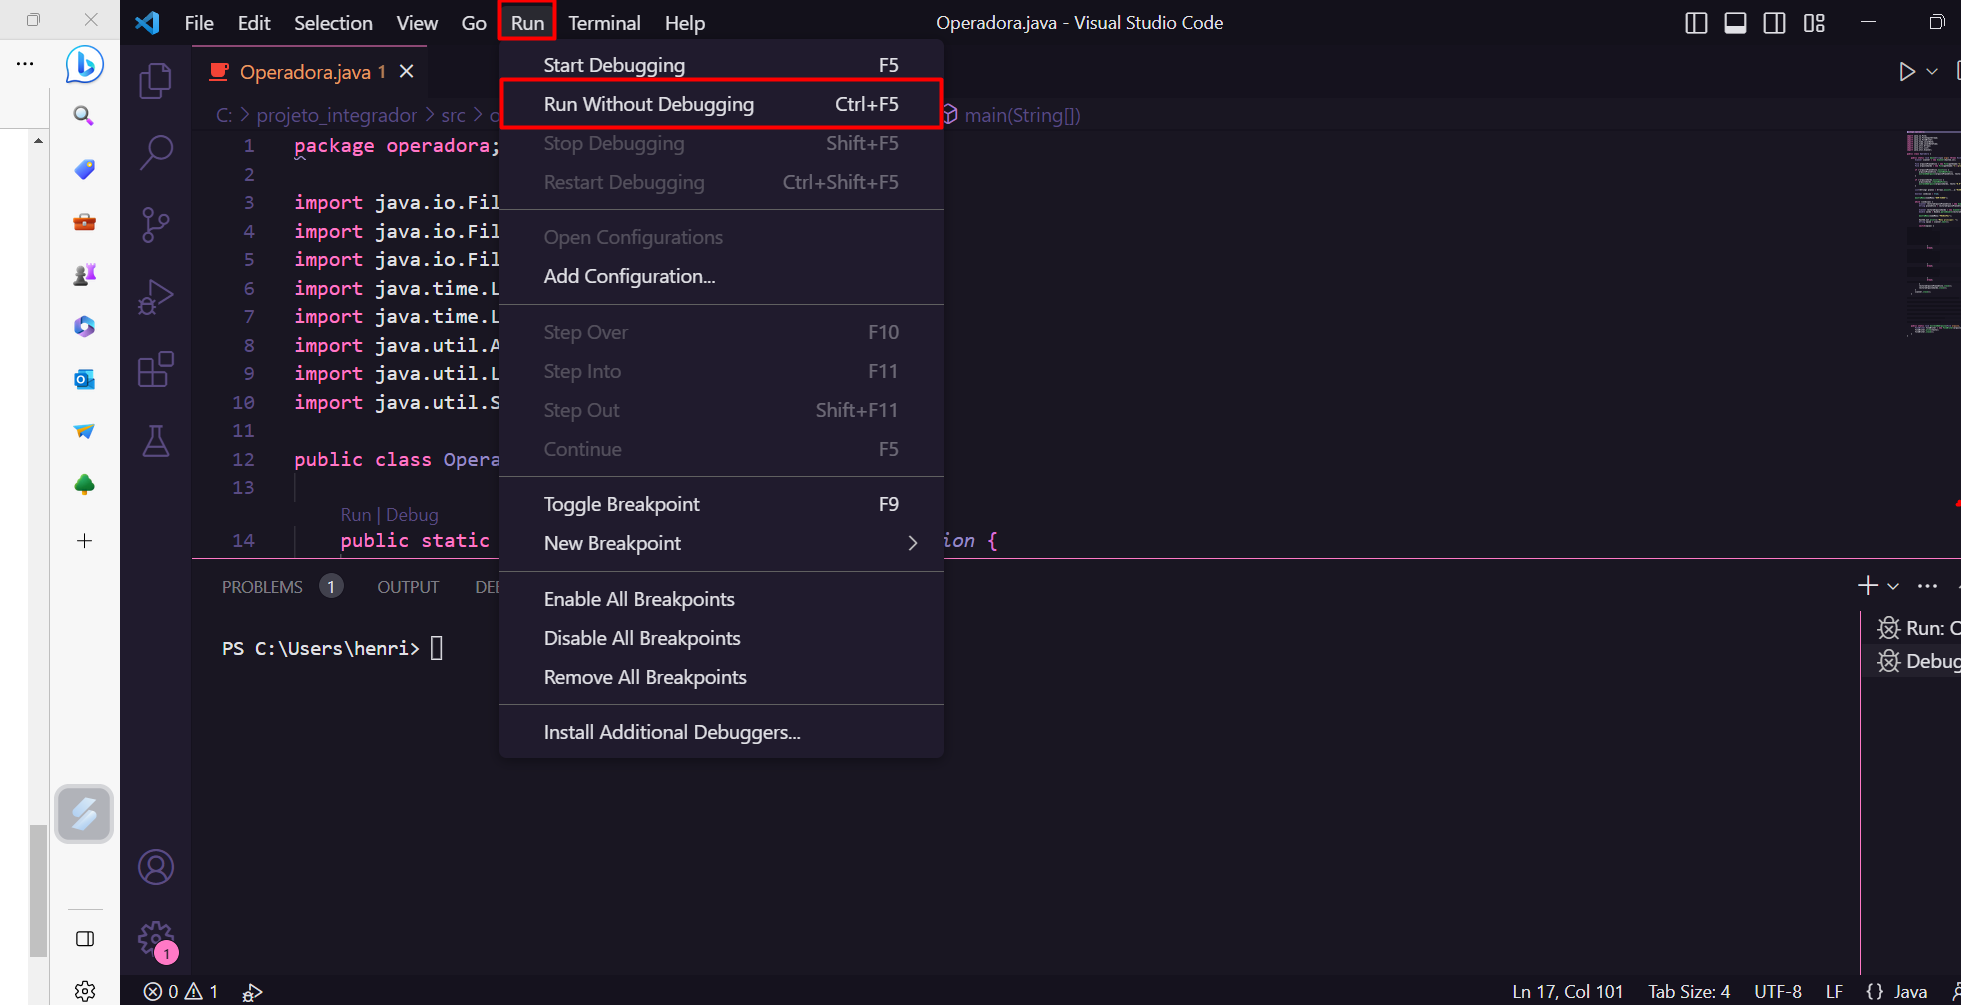 File Edit Selection View Go Run Terminal Help
Operadora.java - Visual Studio Code
Operadora.java 1
C: > projeto_integrador > src >
main(String[])
Start Debugging F5
Run Without Debugging Ctrl+F5
Stop Debugging Shift+F5
Restart Debugging Ctrl+Shift+F5
Open Configurations
Add Configuration...
Step Over F10
Step Into F11
Step Out Shift+F11
Continue F5
Toggle Breakpoint F9
New Breakpoint
Enable All Breakpoints
Disable All Breakpoints
Remove All Breakpoints
Install Additional Debuggers...
1 package operadora;
2
3 import java.io.Fil
4 import java.io.Fil
5 import java.io.Fil
6 import java.time.L
7 import java.time.L
8 import java.util.A
9 import java.util.L
10 import java.util.S
11
12 public class Opera
13
Run | Debug
14 public static ion {
PROBLEMS 1 OUTPUT DE
PS C:\Users\henri>
Run: O
Debug
1
0 1
Ln 17, Col 101 Tab Size: 4 UTF-8 LF {} Java